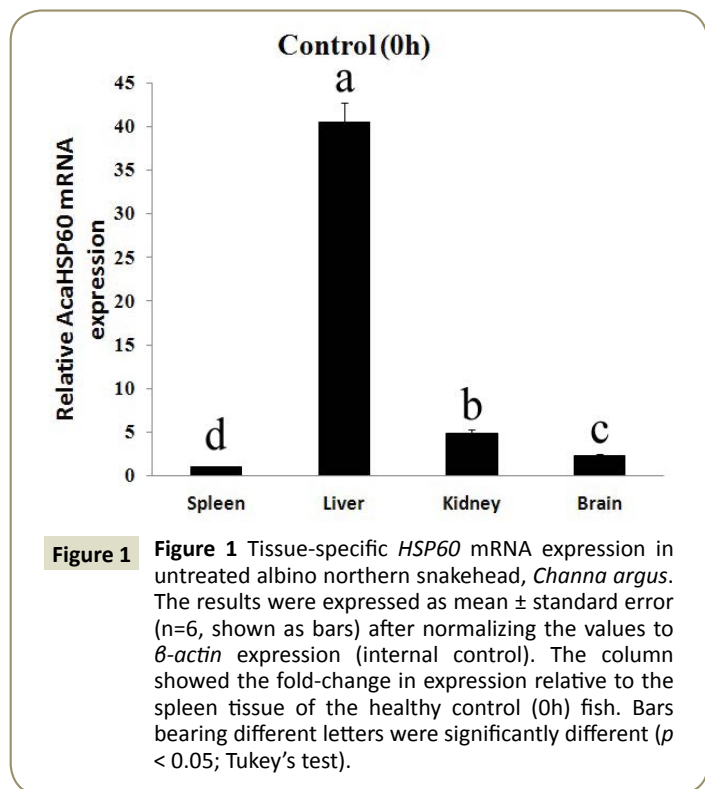 Control (0h)
Relative AcaHSP60 mRNA
expression
45
40
35
30
25
20
15
10
5
0
a
b
c
d
Spleen Liver Kidney Brain
Figure 1
Figure 1 Tissue-specific HSP60 mRNA expression in
untreated albino northern snakehead, Channa argus.
The results were expressed as mean ± standard error
(n=6, shown as bars) after normalizing the values to
β-actin expression (internal control). The column
showed the fold-change in expression relative to the
spleen tissue of the healthy control (0h) fish. Bars
bearing different letters were significantly different (p
< 0.05; Tukey’s test).